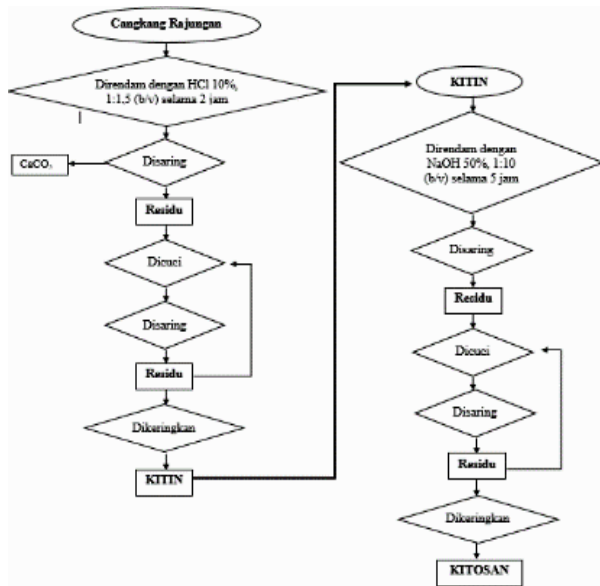 Cangkang Rajungan
Direndam dengan HCl 10%,
1:1,5 (b/v) selama 2 jam
Disaring
CaCO₃
Residu
Dicuci
Disaring
Residu
Dikeringkan
KITIN
KITIN
Direndam dengan
NaOH 50%, 1:10
(b/v) selama 5 jam
Disaring
Residu
Dicuci
Disaring
Residu
Dikeringkan
KITOSAN